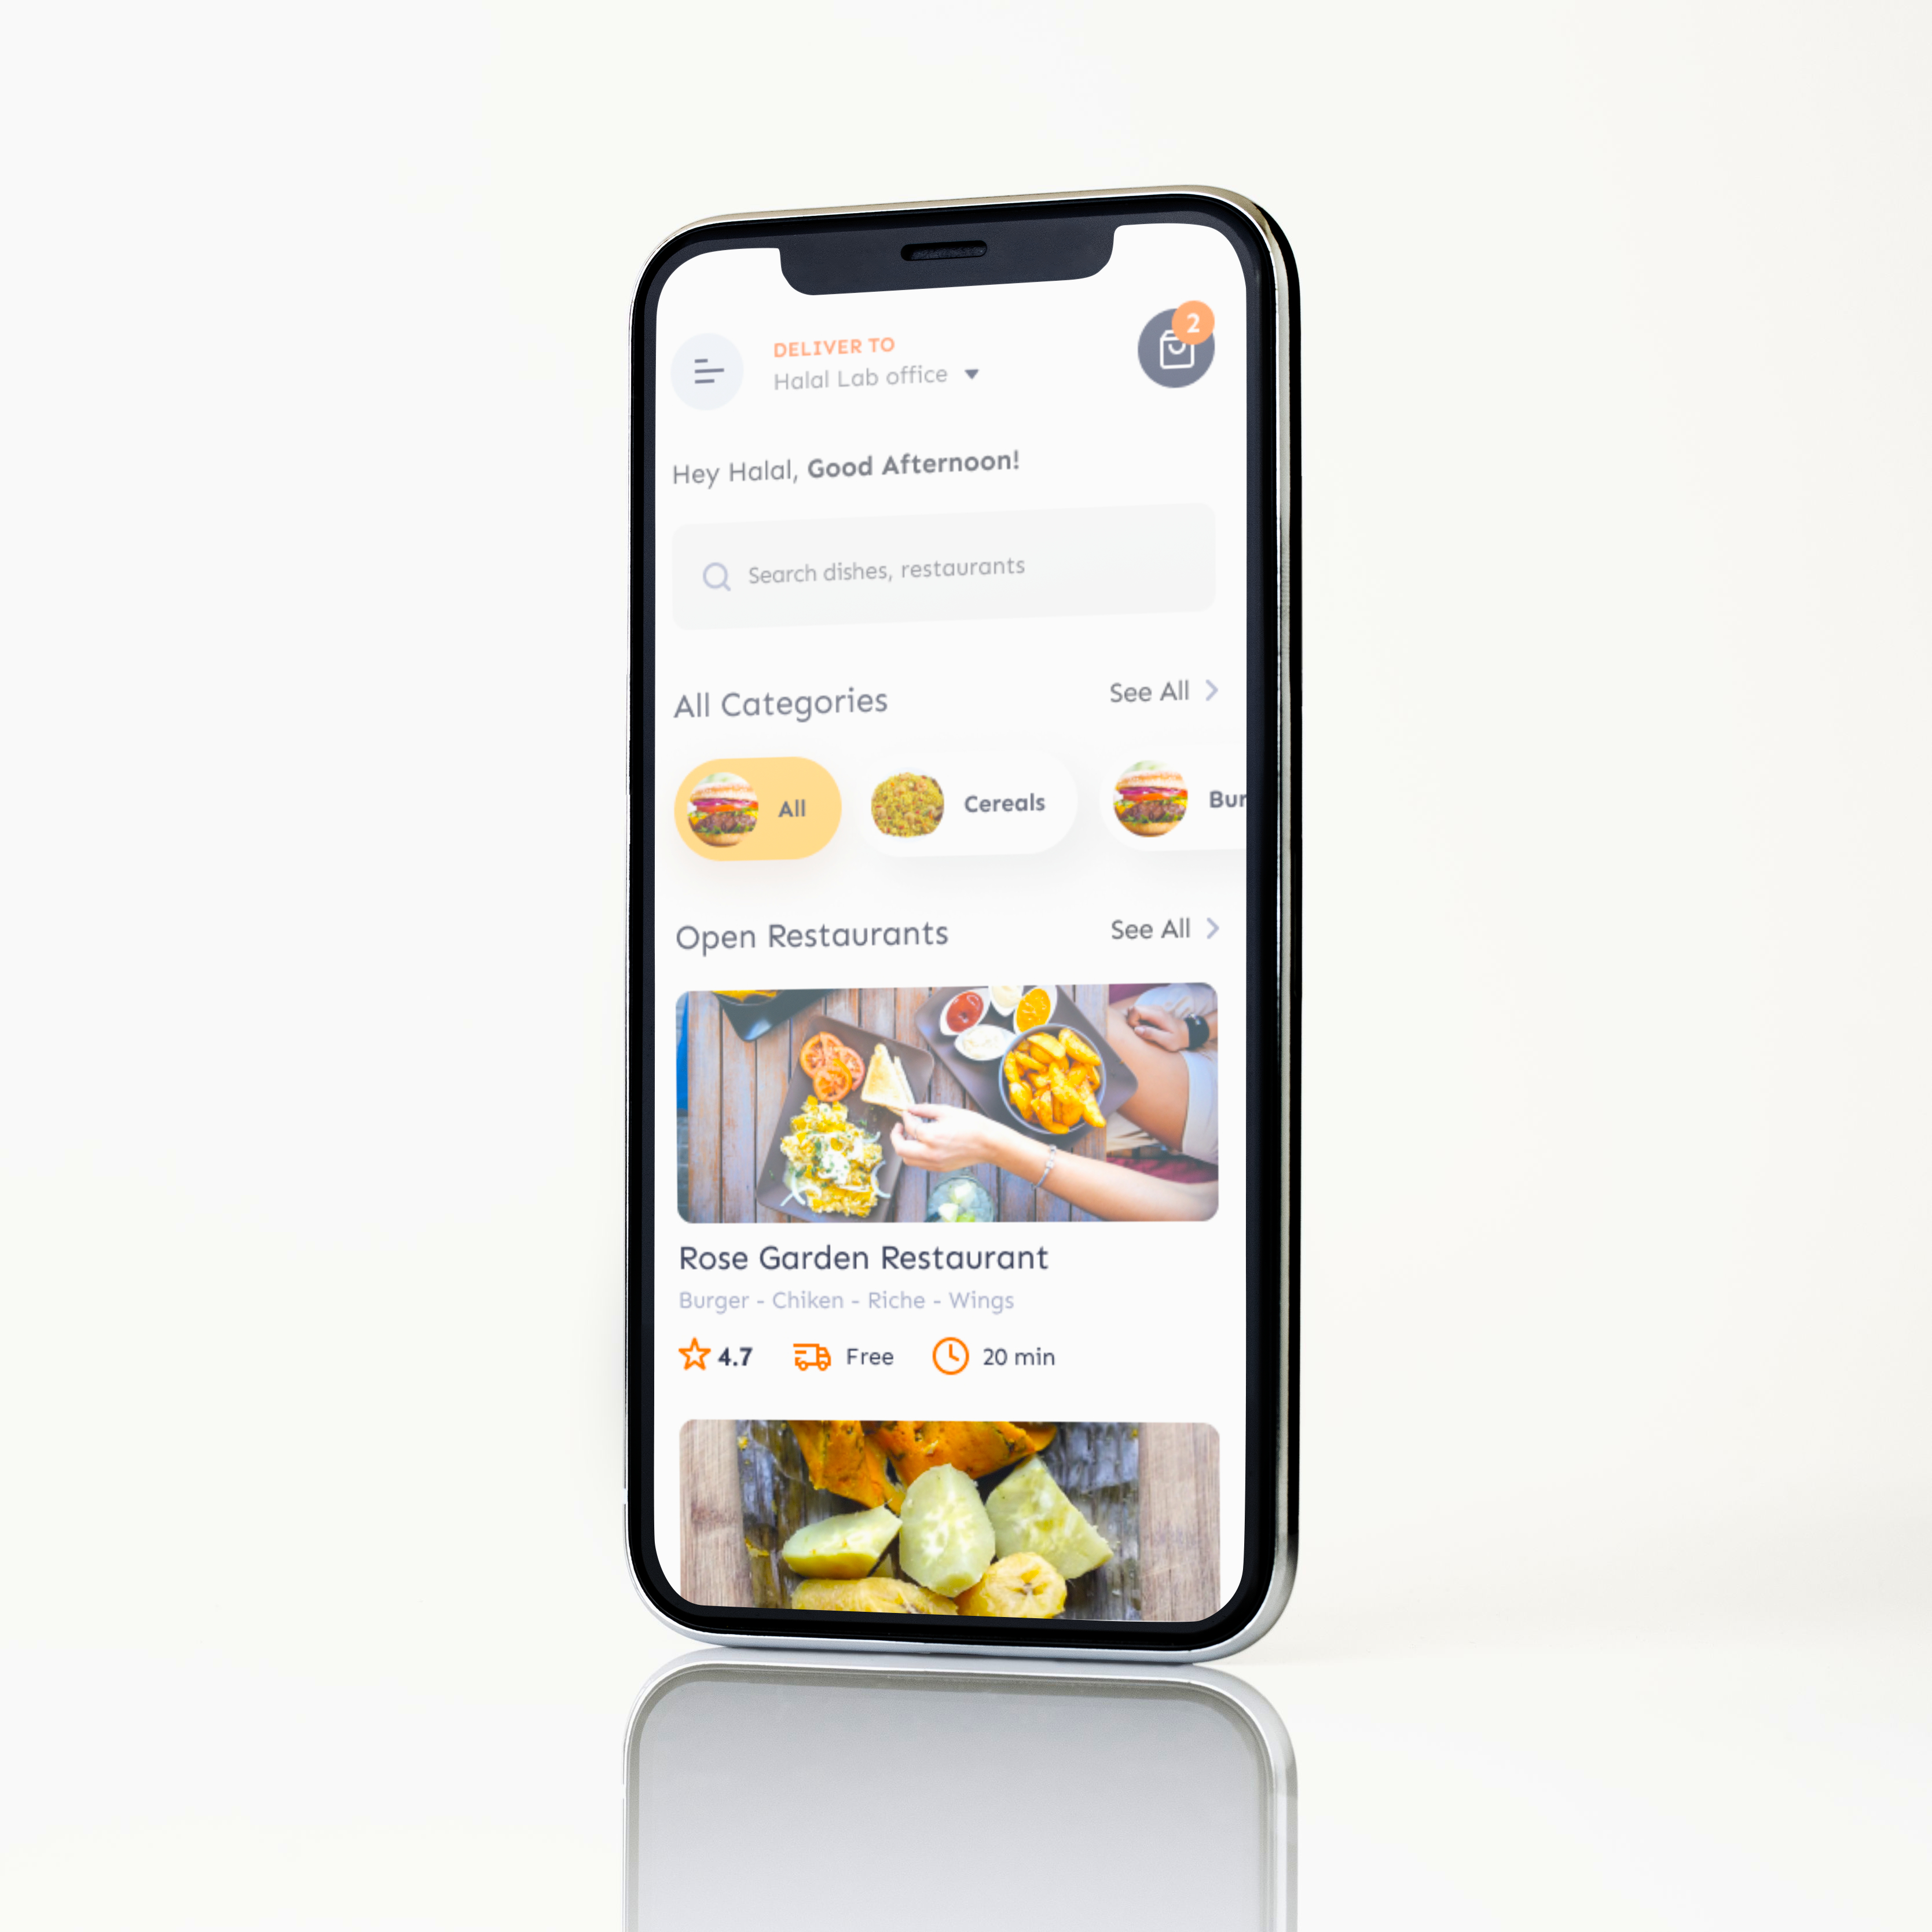 DELIVER TO
Halal Lab office
2
Hey Halal, Good Afternoon!
Search dishes, restaurants
All Categories
See All
All
Cereals
Bur
Open Restaurants
See All
Rose Garden Restaurant
Burger - Chiken - Riche - Wings
4.7
Free
20 min